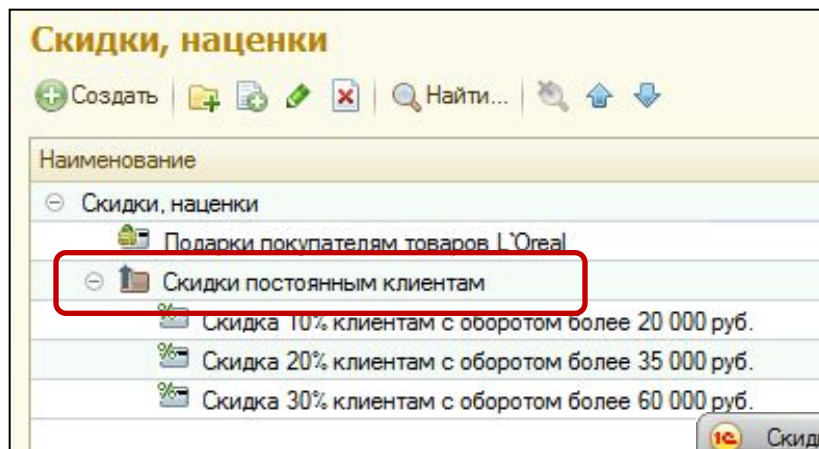 Скидки, наценки
Создать Найти...
Наименование
Скидки, наценки
Подарки покупателям товаров L`Oreal
Скидки постоянным клиентам
Скидка 10% клиентам с оборотом более 20 000 руб.
Скидка 20% клиентам с оборотом более 35 000 руб.
Скидка 30% клиентам с оборотом более 60 000 руб.
1С